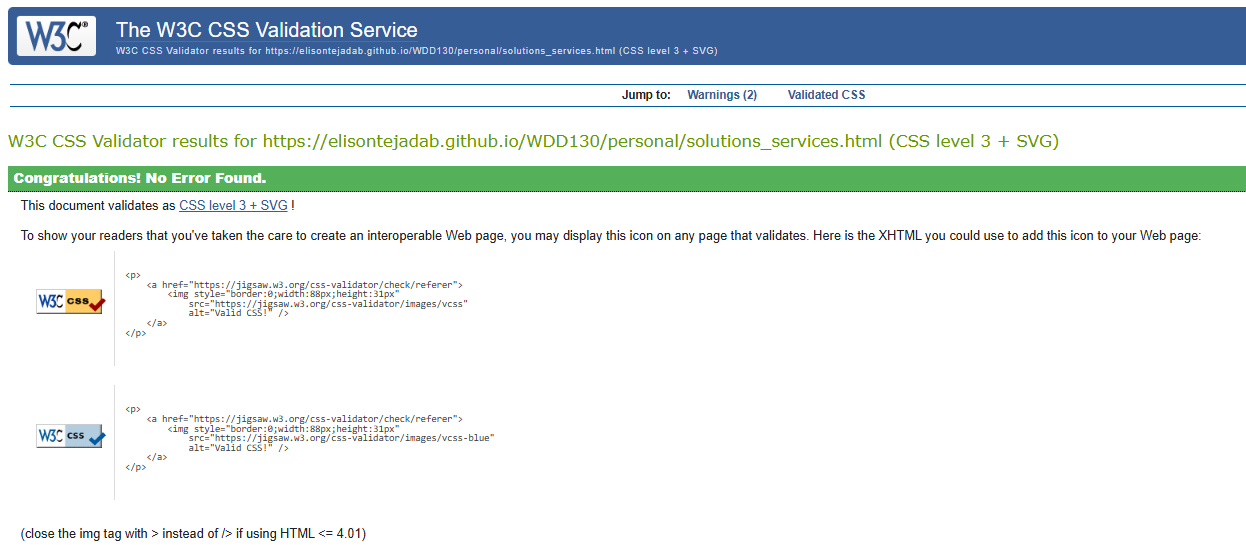 W3C® The W3C CSS Validation Service
W3C CSS Validator results for https://elisontejadab.github.io/WDD130/personal/solutions_services.html (CSS level 3 + SVG)
Jump to: Warnings (2) Validated CSS
W3C CSS Validator results for https://elisontejadab.github.io/WDD130/personal/solutions_services.html (CSS level 3 + SVG)
Congratulations! No Error Found.
This document validates as CSS level 3 + SVG !
To show your readers that you've taken the care to create an interoperable Web page, you may display this icon on any page that validates. Here is the XHTML you could use to add this icon to your Web page:
W3C css
<p>
<a href="https://jigsaw.w3.org/css-validator/check/referer">
<img style="border:0;width:88px;height:31px"
src="https://jigsaw.w3.org/css-validator/images/vcss"
alt="Valid CSS!" />
</a>
</p>
W3C css
<p>
<a href="https://jigsaw.w3.org/css-validator/check/referer">
<img style="border:0;width:88px;height:31px"
src="https://jigsaw.w3.org/css-validator/images/vcss-blue"
alt="Valid CSS!" />
</a>
</p>
(close the img tag with > instead of /> if using HTML <= 4.01)